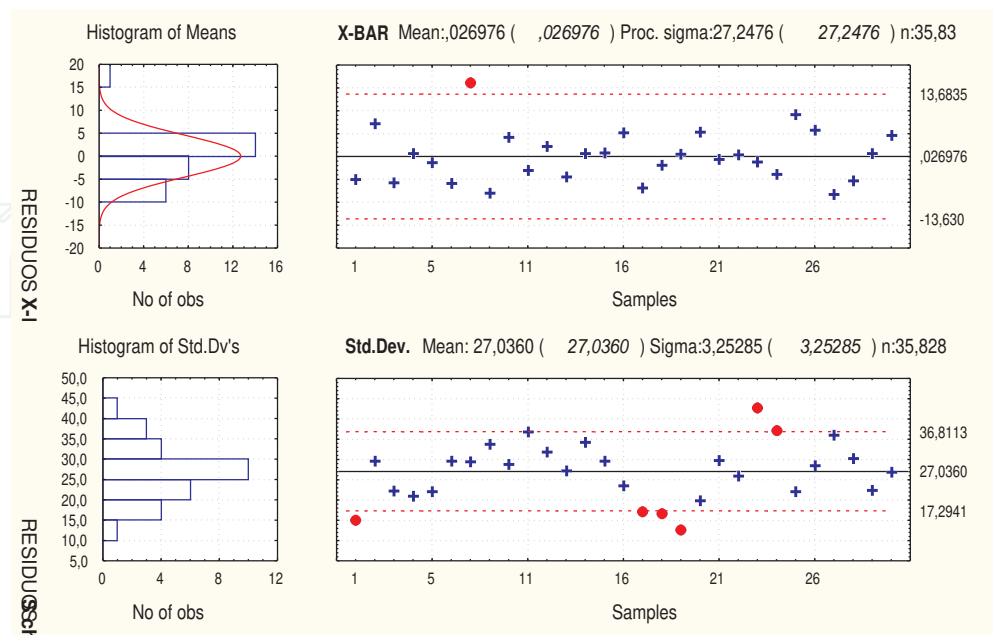 Histogram of Means
X-BAR Mean:,026976 ( ,026976 ) Proc. sigma:27,2476 ( 27,2476 ) n:35,83
20
15
10
5
0
-5
-10
-15
-20
0 4 8 12 16
No of obs
13,6835
,026976
-13,630
1 5 11 16 21 26
Samples
RESIDUOS X-I
Histogram of Std.Dv's
Std.Dev. Mean: 27,0360 ( 27,0360 ) Sigma:3,25285 ( 3,25285 ) n:35,828
50,0
45,0
40,0
35,0
30,0
25,0
20,0
15,0
10,0
5,0
0 4 8 12
No of obs
36,8113
27,0360
17,2941
1 5 11 16 21 26
Samples
RESIDUOS